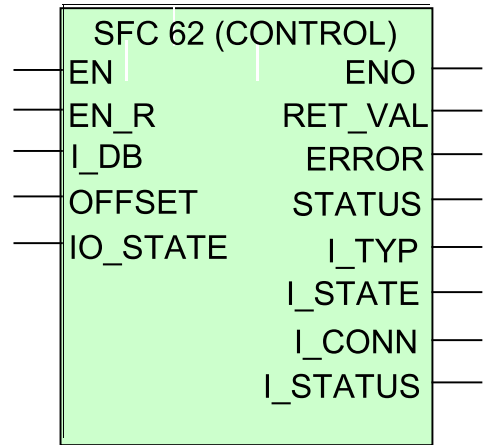 SFC 62 (CONTROL)
EN ENO
EN_R RET_VAL
I_DB ERROR
OFFSET STATUS
IO_STATE I_TYP
I_STATE
I_CONN
I_STATUS